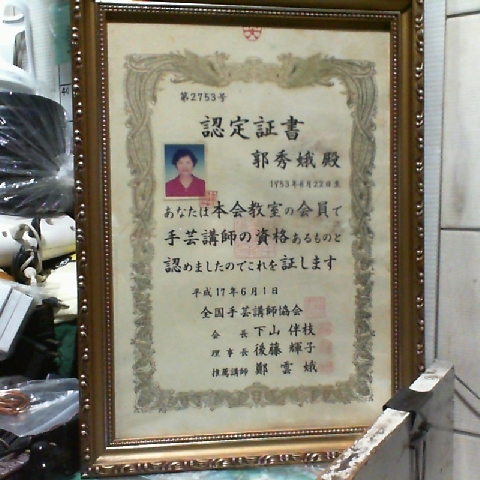 第2753号
認定証書
郭秀娥殿
1953年6月22日生
あなたは本会教室の会員で
手芸講師の資格あるものと
認めましたのでこれを証します
平成17年6月1日
全国手芸講師協会
会長 下山伴枝
理事長 後藤輝子
推薦講師 鄭雲娥